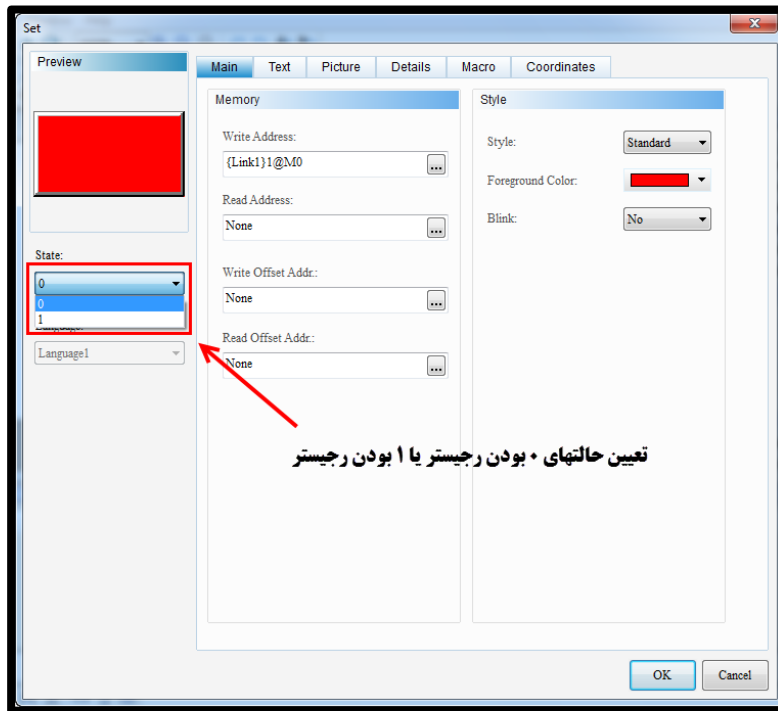 Set
Preview
Main Text Picture Details Macro Coordinates
Memory
Style
Write Address:
{Link1}1@M0
...
Style:
Standard
Read Address:
None
...
Foreground Color:
Blink:
No
State:
0
0
1
Language1
Write Offset Addr.:
None
...
Read Offset Addr.:
None
...
تعیین حالتهای ۰ بودن رجیستر یا ۱ بودن رجیستر
OK
Cancel